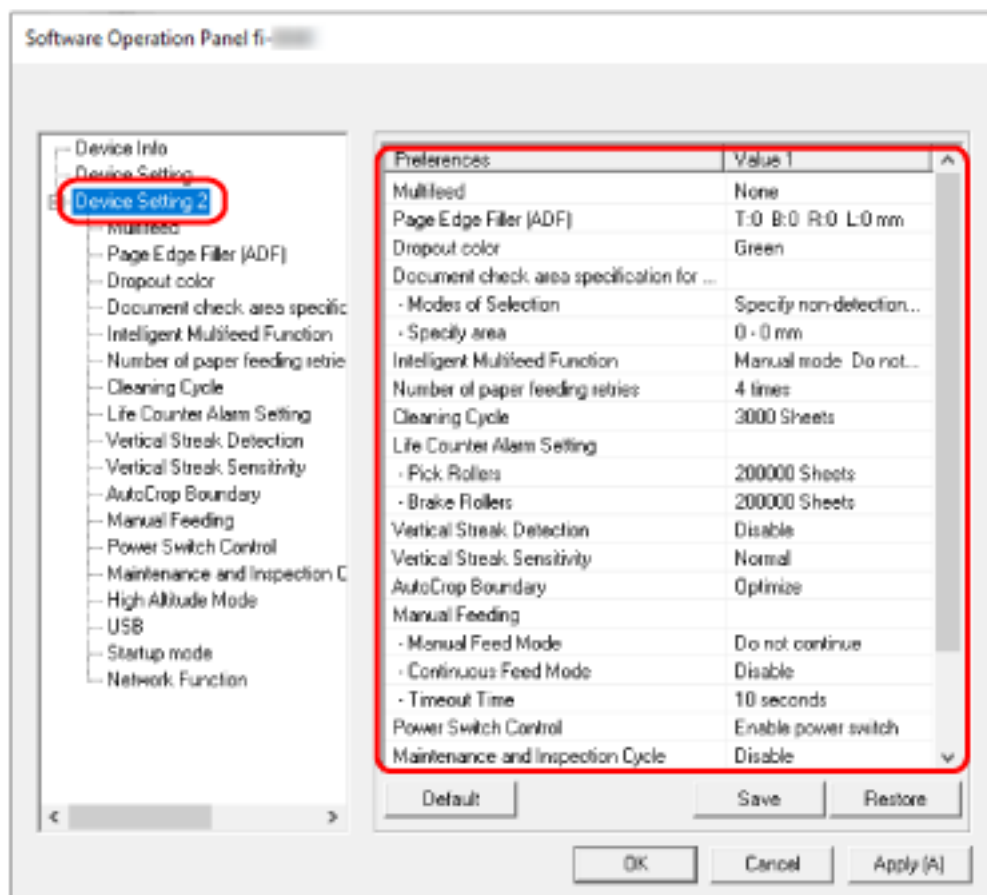 Software Operation Panel fi-
Device Info
Device Setting
Device Setting 2
Multifeed
Page Edge Filler (ADF)
Dropout color
Document check area specific
Intelligent Multifeed Function
Number of paper feeding retrie
Cleaning Cycle
Life Counter Alarm Setting
Vertical Streak Detection
Vertical Streak Sensitivity
AutoCrop Boundary
Manual Feeding
Power Switch Control
Maintenance and Inspection C
High Altitude Mode
USB
Startup mode
Network Function
Preferences Value 1
Multifeed None
Page Edge Filler (ADF) T:0 B:0 R:0 L:0 mm
Dropout color Green
Document check area specification for ...
- Modes of Selection Specify non-detection...
- Specify area 0 - 0 mm
Intelligent Multifeed Function Manual mode Do not...
Number of paper feeding retries 4 times
Cleaning Cycle 3000 Sheets
Life Counter Alarm Setting
- Pick Rollers 200000 Sheets
- Brake Rollers 200000 Sheets
Vertical Streak Detection Disable
Vertical Streak Sensitivity Normal
AutoCrop Boundary Optimize
Manual Feeding
- Manual Feed Mode Do not continue
- Continuous Feed Mode Disable
- Timeout Time 10 seconds
Power Switch Control Enable power switch
Maintenance and Inspection Cycle Disable
Default Save Restore
OK Cancel Apply (A)